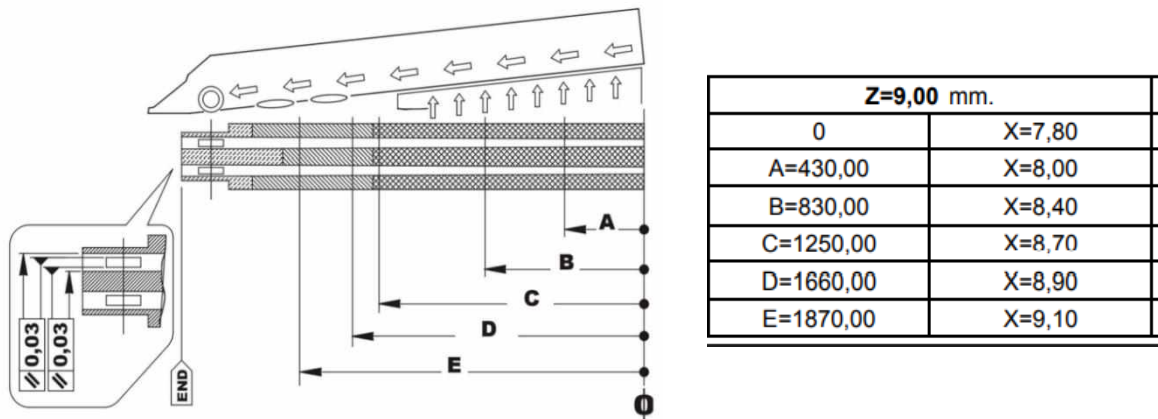 A
B
C
D
E
// 0,03
// 0,03
END
0
Z=9,00 mm.
0 X=7,80
A=430,00 X=8,00
B=830,00 X=8,40
C=1250,00 X=8,70
D=1660,00 X=8,90
E=1870,00 X=9,10